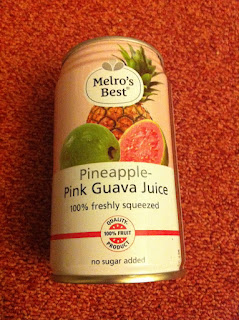 Melro's
Best®
Pineapple-
Pink Guava Juice
100% freshly squeezed
QUALITY
100% FRUIT
PRODUCT
no sugar added